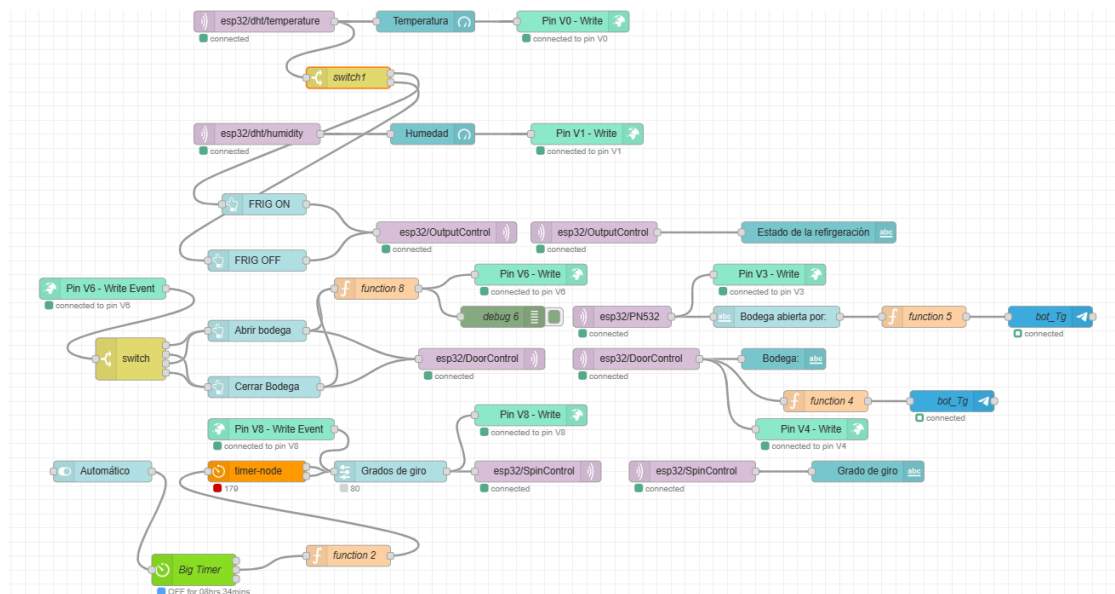 esp32/dht/temperature
connected
Temperatura
Pin V0 - Write
connected to pin V0
switch1
esp32/dht/humidity
connected
Humedad
Pin V1 - Write
connected to pin V1
FRIG ON
FRIG OFF
esp32/OutputControl
connected
esp32/OutputControl
connected
Estado de la refirgeración
abc
Pin V6 - Write Event
connected to pin V6
switch
Abrir bodega
Cerrar Bodega
function 8
Pin V6 - Write
connected to pin V6
debug 6
esp32/DoorControl
connected
esp32/PN532
connected
Pin V3 - Write
connected to pin V3
abc
Bodega abierta por:
function 5
bot_Tg
connected
esp32/DoorControl
connected
Bodega:
abc
function 4
bot_Tg
connected
Pin V4 - Write
connected to pin V4
Pin V8 - Write Event
connected to pin V8
Automático
timer-node
179
Grados de giro
80
Pin V8 - Write
connected to pin V8
esp32/SpinControl
connected
esp32/SpinControl
connected
Grado de giro
abc
Big Timer
OFF for 08hrs 34mins
function 2